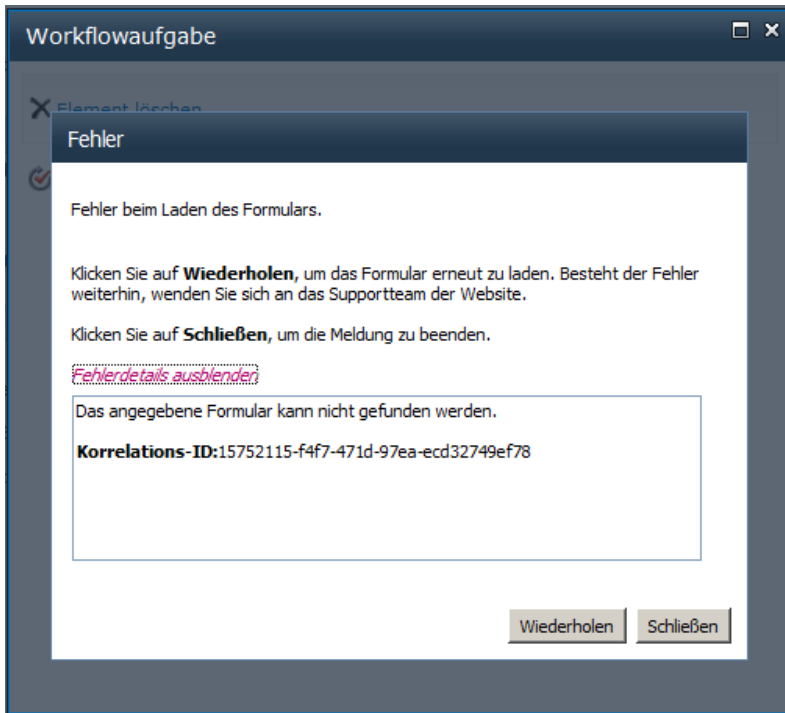 Workflowaufgabe
Element löschen
Fehler
Fehler beim Laden des Formulars.
Klicken Sie auf Wiederholen, um das Formular erneut zu laden. Besteht der Fehler
weiterhin, wenden Sie sich an das Supportteam der Website.
Klicken Sie auf Schließen, um die Meldung zu beenden.
Fehlerdetails ausblenden
Das angegebene Formular kann nicht gefunden werden.
Korrelations-ID:15752115-f4f7-471d-97ea-ecd32749ef78
Wiederholen Schließen